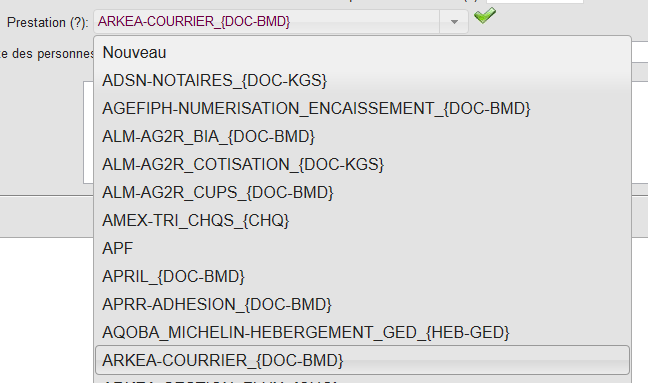 Prestation (?): ARKEA-COURRIER_{DOC-BMD}
te des personnes
Nouveau
ADSN-NOTAIRES_{DOC-KGS}
AGEFIPH-NUMERISATION_ENCAISSEMENT_{DOC-BMD}
ALM-AG2R_BIA_{DOC-BMD}
ALM-AG2R_COTISATION_{DOC-KGS}
ALM-AG2R_CUPS_{DOC-BMD}
AMEX-TRI_CHQS_{CHQ}
APF
APRIL_{DOC-BMD}
APRR-ADHESION_{DOC-BMD}
AQOBA_MICHELIN-HEBERGEMENT_GED_{HEB-GED}
ARKEA-COURRIER_{DOC-BMD}